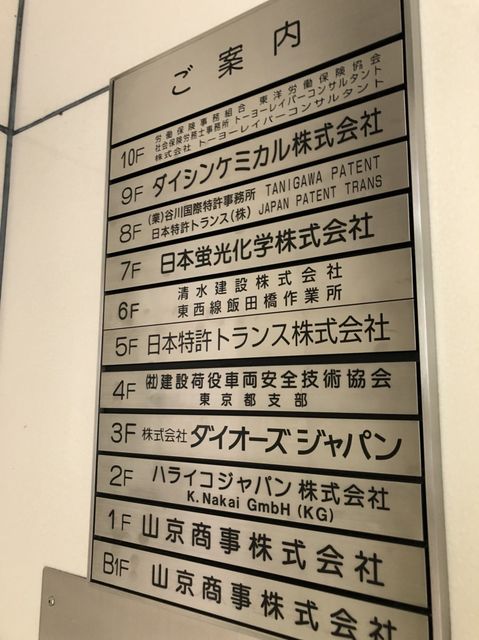 ご案内
10F 労働保険事務組合 東洋労働保険協会
社会保険労務士事務所 トーヨーレイバーコンサルタント
株式会社 トーヨーレイバーコンサルタント
9F ダイシンケミカル株式会社
8F (業)谷川国際特許事務所 TANIGAWA PATENT
日本特許トランス(株) JAPAN PATENT TRANS
7F 日本蛍光化学株式会社
6F 清水建設株式会社
東西線飯田橋作業所
5F 日本特許トランス株式会社
4F ㈳建設荷役車両安全技術協会
東京都支部
3F 株式会社 ダイオーズ ジャパン
2F ハライコジャパン 株式会社
K.Nakai GmbH (KG)
1F 山京商事株式会社
B1F 山京商事株式会社